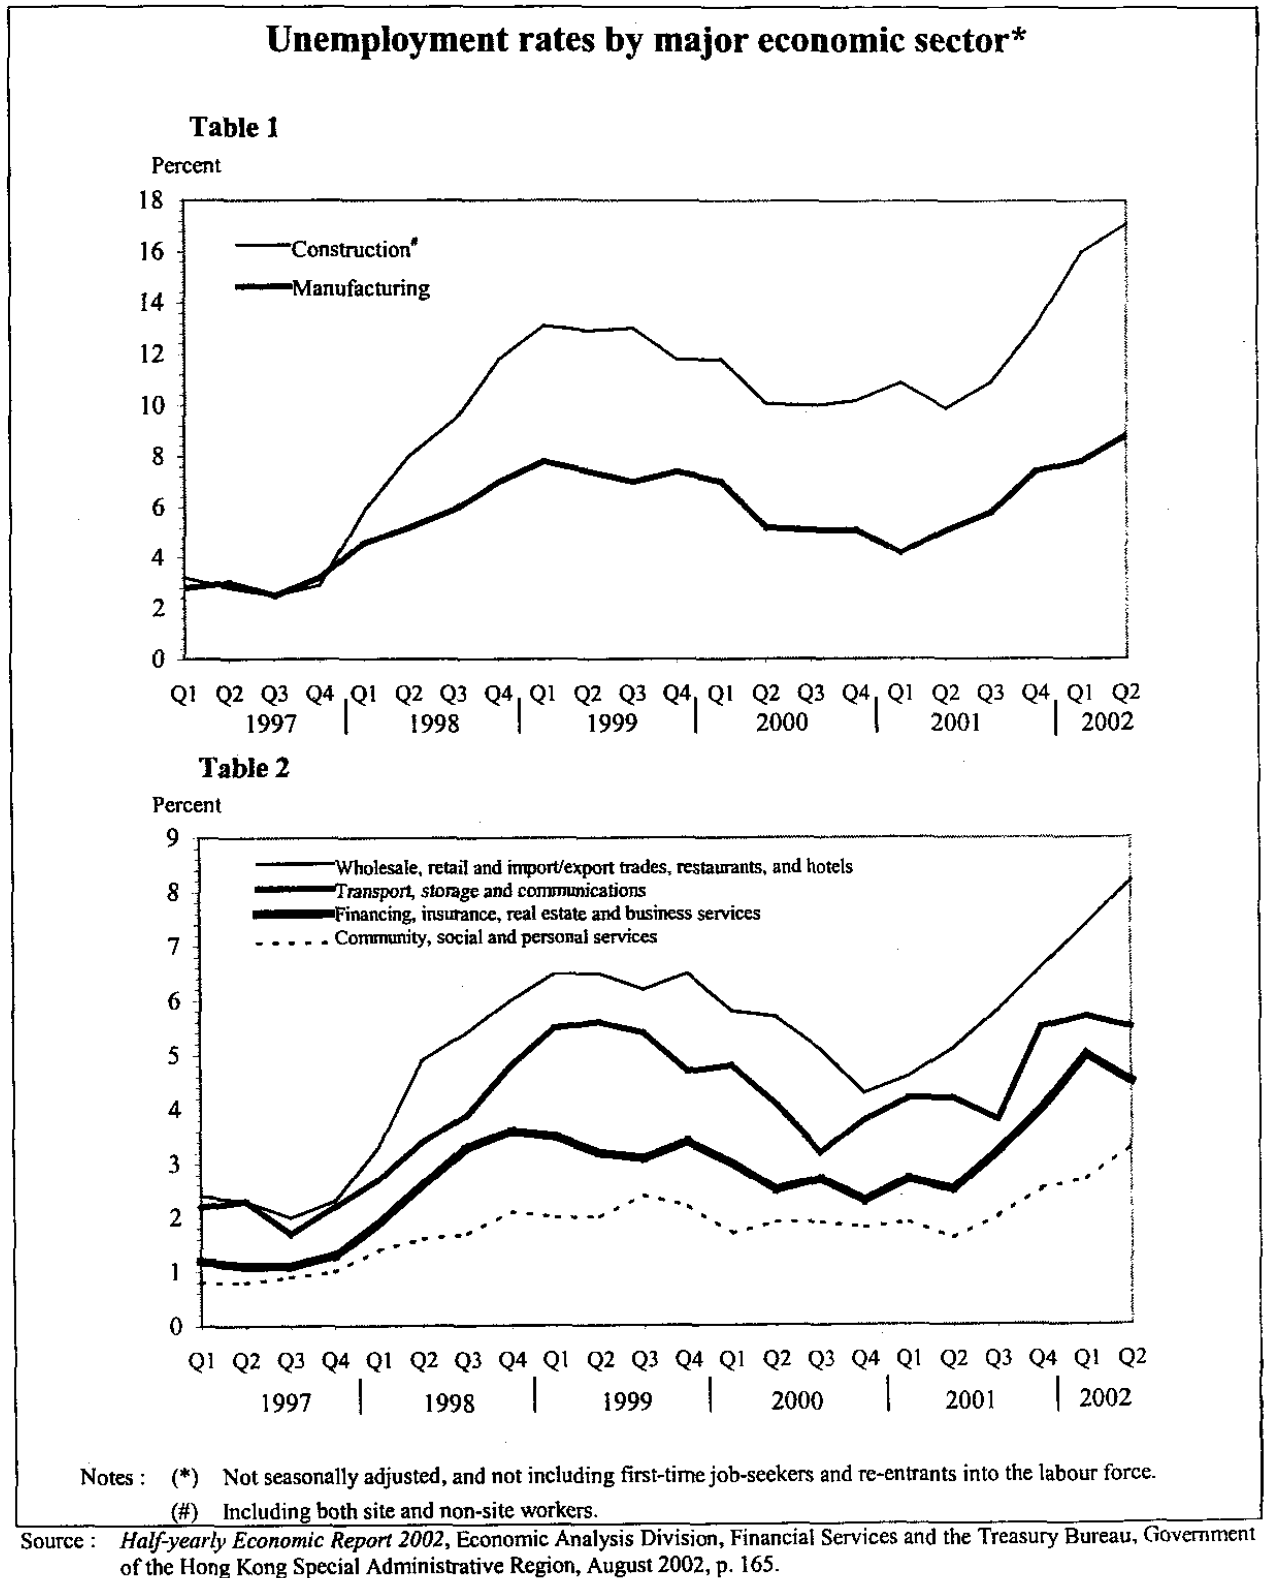 Unemployment rates by major economic sector*
Table 1
Percent
18
16
14
12
10
8
6
4
2
0
Construction#
Manufacturing
Q1 Q2 Q3 Q4 Q1 Q2 Q3 Q4 Q1 Q2 Q3 Q4 Q1 Q2 Q3 Q4 Q1 Q2 Q3 Q4 Q1 Q2
1997 1998 1999 2000 2001 2002
Table 2
Percent
9
8
7
6
5
4
3
2
1
0
Wholesale, retail and import/export trades, restaurants, and hotels
Transport, storage and communications
Financing, insurance, real estate and business services
Community, social and personal services
Q1 Q2 Q3 Q4 Q1 Q2 Q3 Q4 Q1 Q2 Q3 Q4 Q1 Q2 Q3 Q4 Q1 Q2 Q3 Q4 Q1 Q2
1997 1998 1999 2000 2001 2002
Notes : (*) Not seasonally adjusted, and not including first-time job-seekers and re-entrants into the labour force.
(#) Including both site and non-site workers.
Source : Half-yearly Economic Report 2002, Economic Analysis Division, Financial Services and the Treasury Bureau, Government
of the Hong Kong Special Administrative Region, August 2002, p. 165.